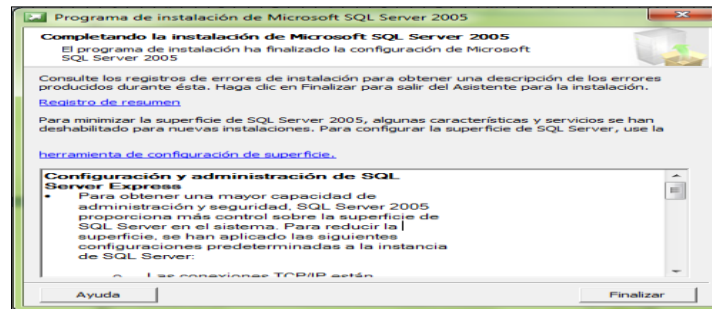 Programa de instalación de Microsoft SQL Server 2005
Completando la instalación de Microsoft SQL Server 2005
El programa de instalación ha finalizado la configuración de Microsoft
SQL Server 2005
Consulte los registros de errores de instalación para obtener una descripción de los errores
producidos durante ésta. Haga clic en Finalizar para salir del Asistente para la instalación.
Registro de resumen
Para minimizar la superficie de SQL Server 2005, algunas características y servicios se han
deshabilitado para nuevas instalaciones. Para configurar la superficie de SQL Server, use la
herramienta de configuración de superficie.
Configuración y administración de SQL
Server Express
• Para obtener una mayor capacidad de
administración y seguridad, SQL Server 2005
proporciona más control sobre la superficie de
SQL Server en el sistema. Para reducir la
superficie, se han aplicado las siguientes
configuraciones predeterminadas a la instancia
de SQL Server:
o Las conexiones TCP/IP están
Ayuda
Finalizar